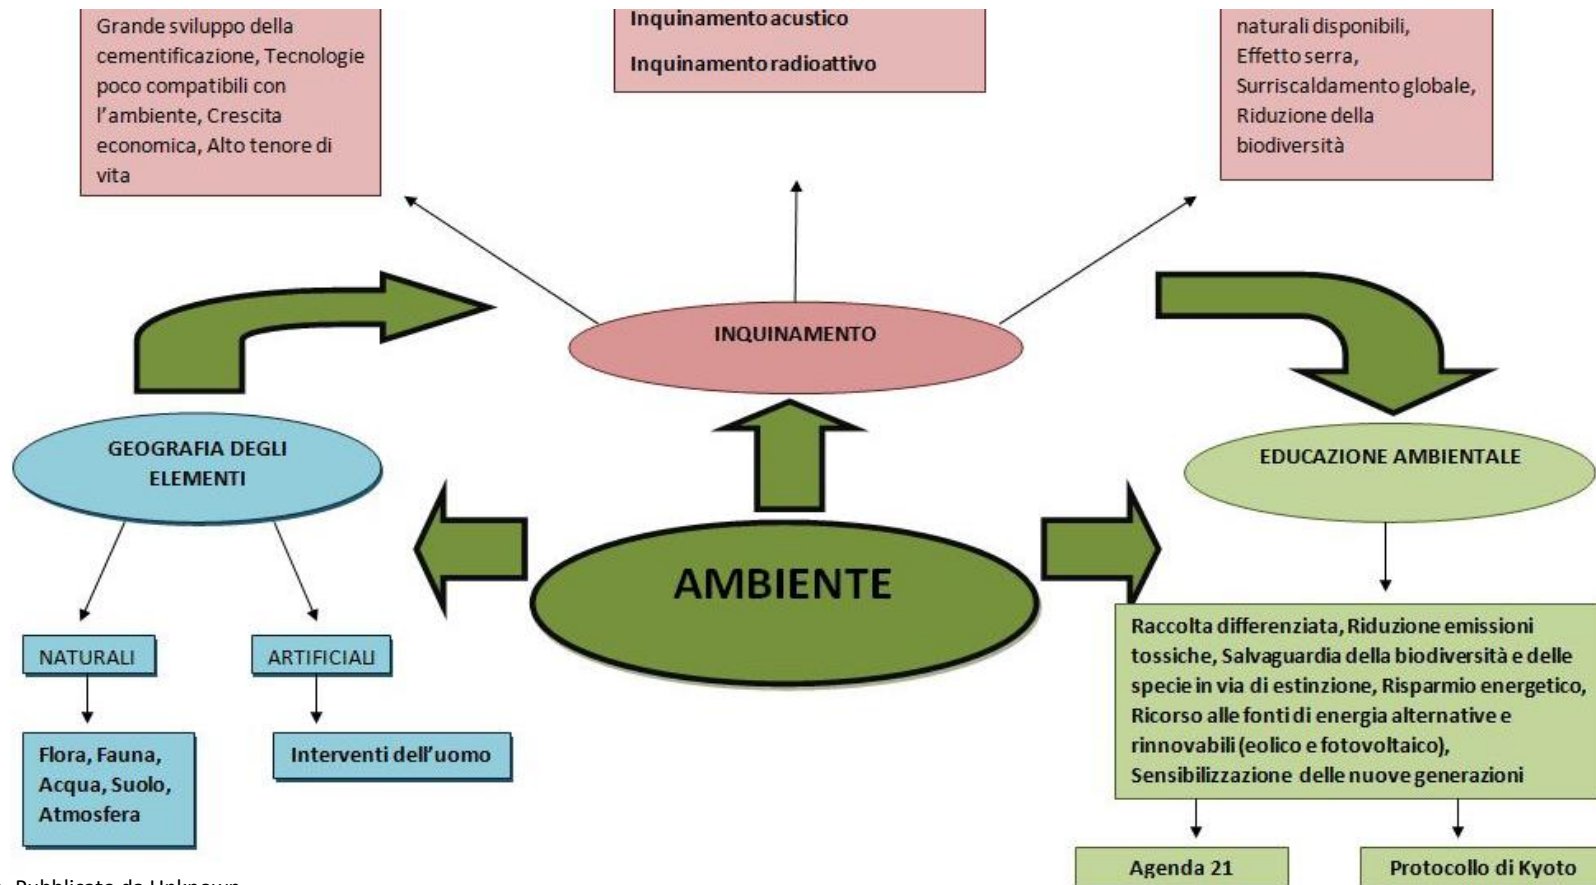 Grande sviluppo della
cementificazione, Tecnologie
poco compatibili con
l'ambiente, Crescita
economica, Alto tenore di
vita
Inquinamento acustico
Inquinamento radioattivo
naturali disponibili,
Effetto serra,
Surriscaldamento globale,
Riduzione della
biodiversità
INQUINAMENTO
GEOGRAFIA DEGLI
ELEMENTI
EDUCAZIONE AMBIENTALE
AMBIENTE
NATURALI
ARTIFICIALI
Flora, Fauna,
Acqua, Suolo,
Atmosfera
Interventi dell'uomo
Raccolta differenziata, Riduzione emissioni
tossiche, Salvaguardia della biodiversità e delle
specie in via di estinzione, Risparmio energetico,
Ricorso alle fonti di energia alternative e
rinnovabili (eolico e fotovoltaico),
Sensibilizzazione delle nuove generazioni
Agenda 21
Protocollo di Kyoto
Pubblicato da Unknown